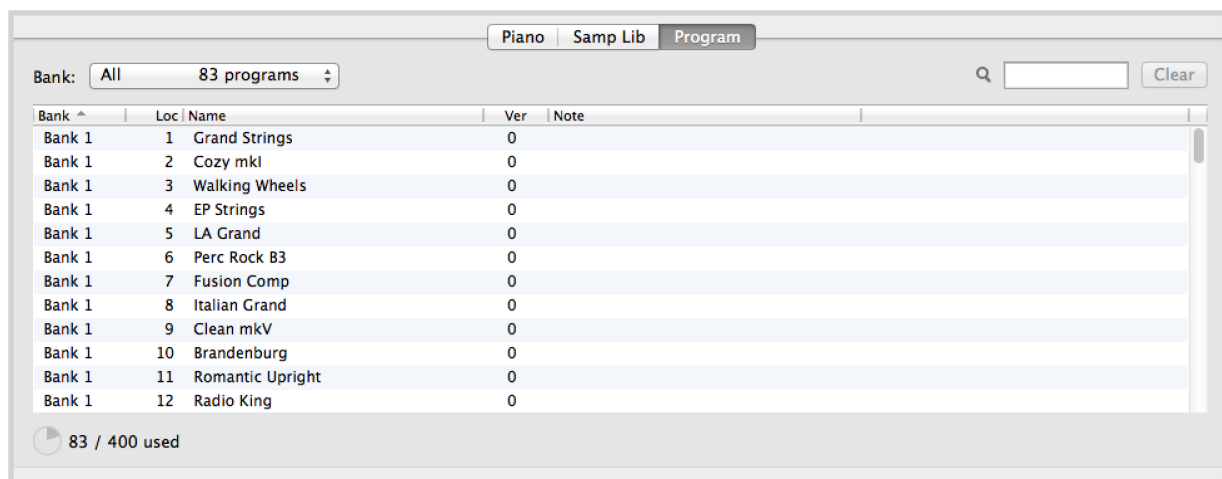 Piano Samp Lib Program
Bank: All 83 programs Clear
Bank Loc Name Ver Note
Bank 1 1 Grand Strings 0
Bank 1 2 Cozy mkI 0
Bank 1 3 Walking Wheels 0
Bank 1 4 EP Strings 0
Bank 1 5 LA Grand 0
Bank 1 6 Perc Rock B3 0
Bank 1 7 Fusion Comp 0
Bank 1 8 Italian Grand 0
Bank 1 9 Clean mkV 0
Bank 1 10 Brandenburg 0
Bank 1 11 Romantic Upright 0
Bank 1 12 Radio King 0
83 / 400 used